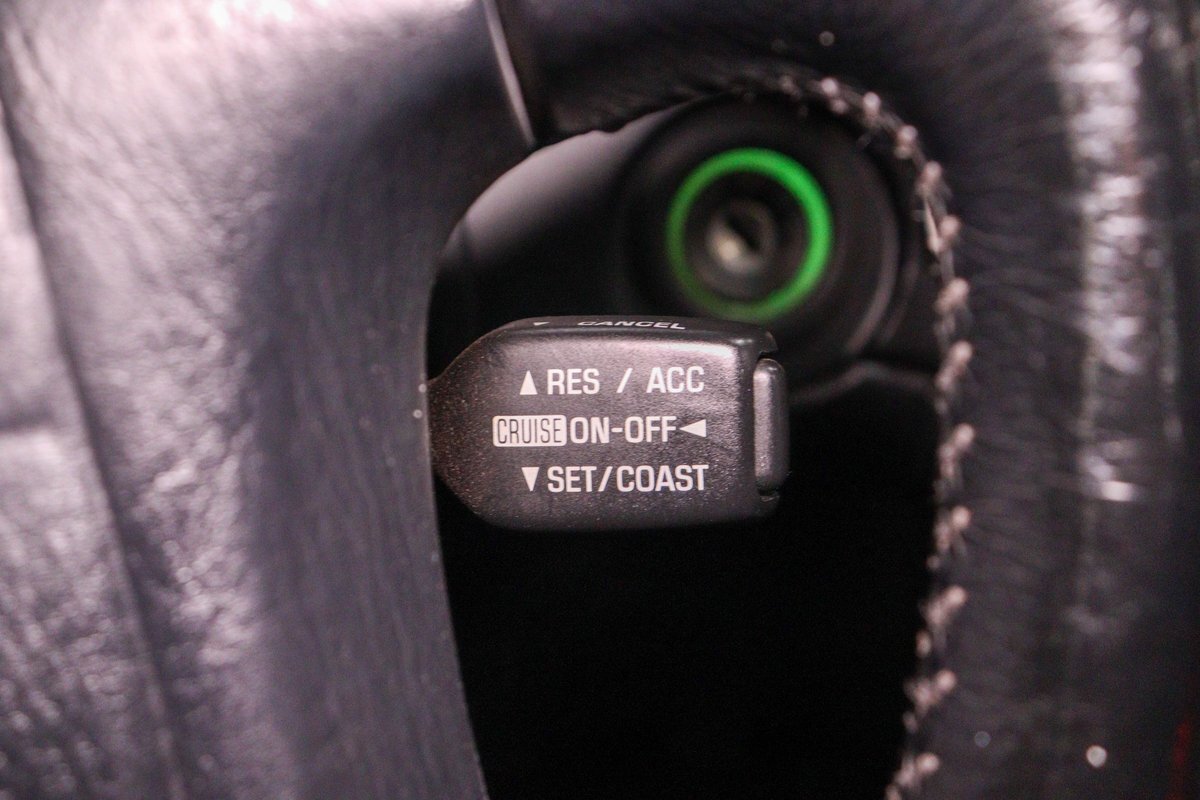 ▼ CANCEL
▲RES / ACC
CRUISE ON-OFF◀
▼SET/COAST